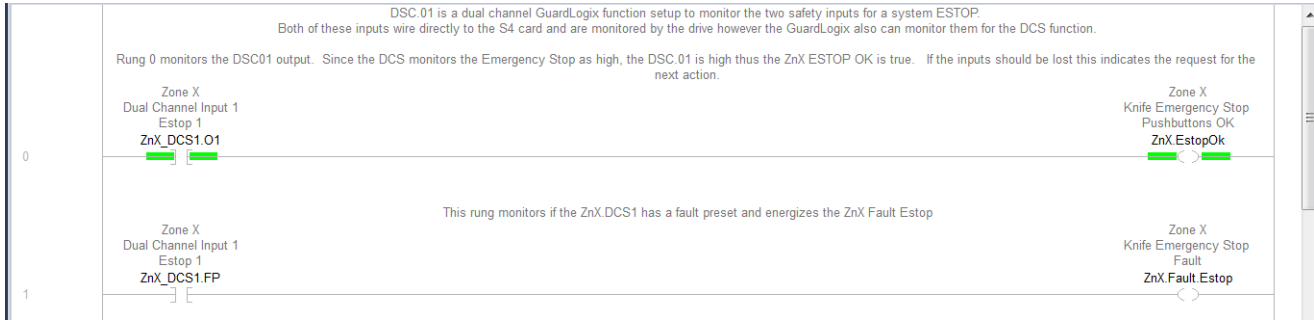 DSC.01 is a dual channel GuardLogix function setup to monitor the two safety inputs for a system ESTOP.
Both of these inputs wire directly to the S4 card and are monitored by the drive however the GuardLogix also can monitor them for the DCS function.
Rung 0 monitors the DSC01 output.  Since the DCS monitors the Emergency Stop as high, the DSC.01 is high thus the ZnX ESTOP OK is true.   If the inputs should be lost this indicates the request for the
next action.
Zone X
Dual Channel Input 1
Estop 1
ZnX_DCS1.O1
Zone X
Knife Emergency Stop
Pushbuttons OK
ZnX.EstopOk
0
This rung monitors if the ZnX.DCS1 has a fault preset and energizes the ZnX Fault Estop
Zone X
Dual Channel Input 1
Estop 1
ZnX_DCS1.FP
Zone X
Knife Emergency Stop
Fault
ZnX.Fault.Estop
1